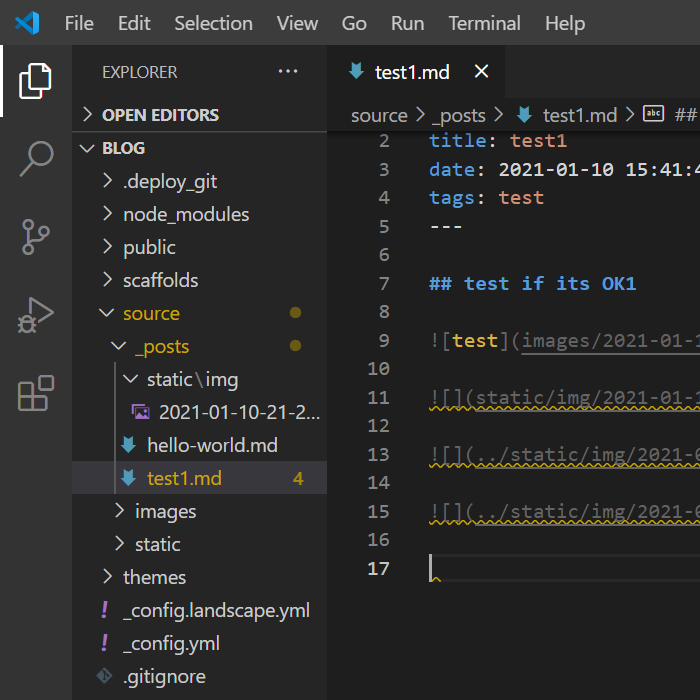 File Edit Selection View Go Run Terminal Help
EXPLORER ···
test1.md
OPEN EDITORS
source > _posts > test1.md > abc ##
BLOG
.deploy_git
node_modules
public
scaffolds
source
_posts
static\img
2021-01-10-21-2...
hello-world.md
test1.md 4
images
static
themes
_config.landscape.yml
_config.yml
.gitignore
2 title: test1
3 date: 2021-01-10 15:41:4
4 tags: test
5 ---
6
7 ## test if its OK1
8
9 ![test](images/2021-01-1
10
11 ![](static/img/2021-01-1
12
13 ![](../static/img/2021-0
14
15 ![](../static/img/2021-0
16
17